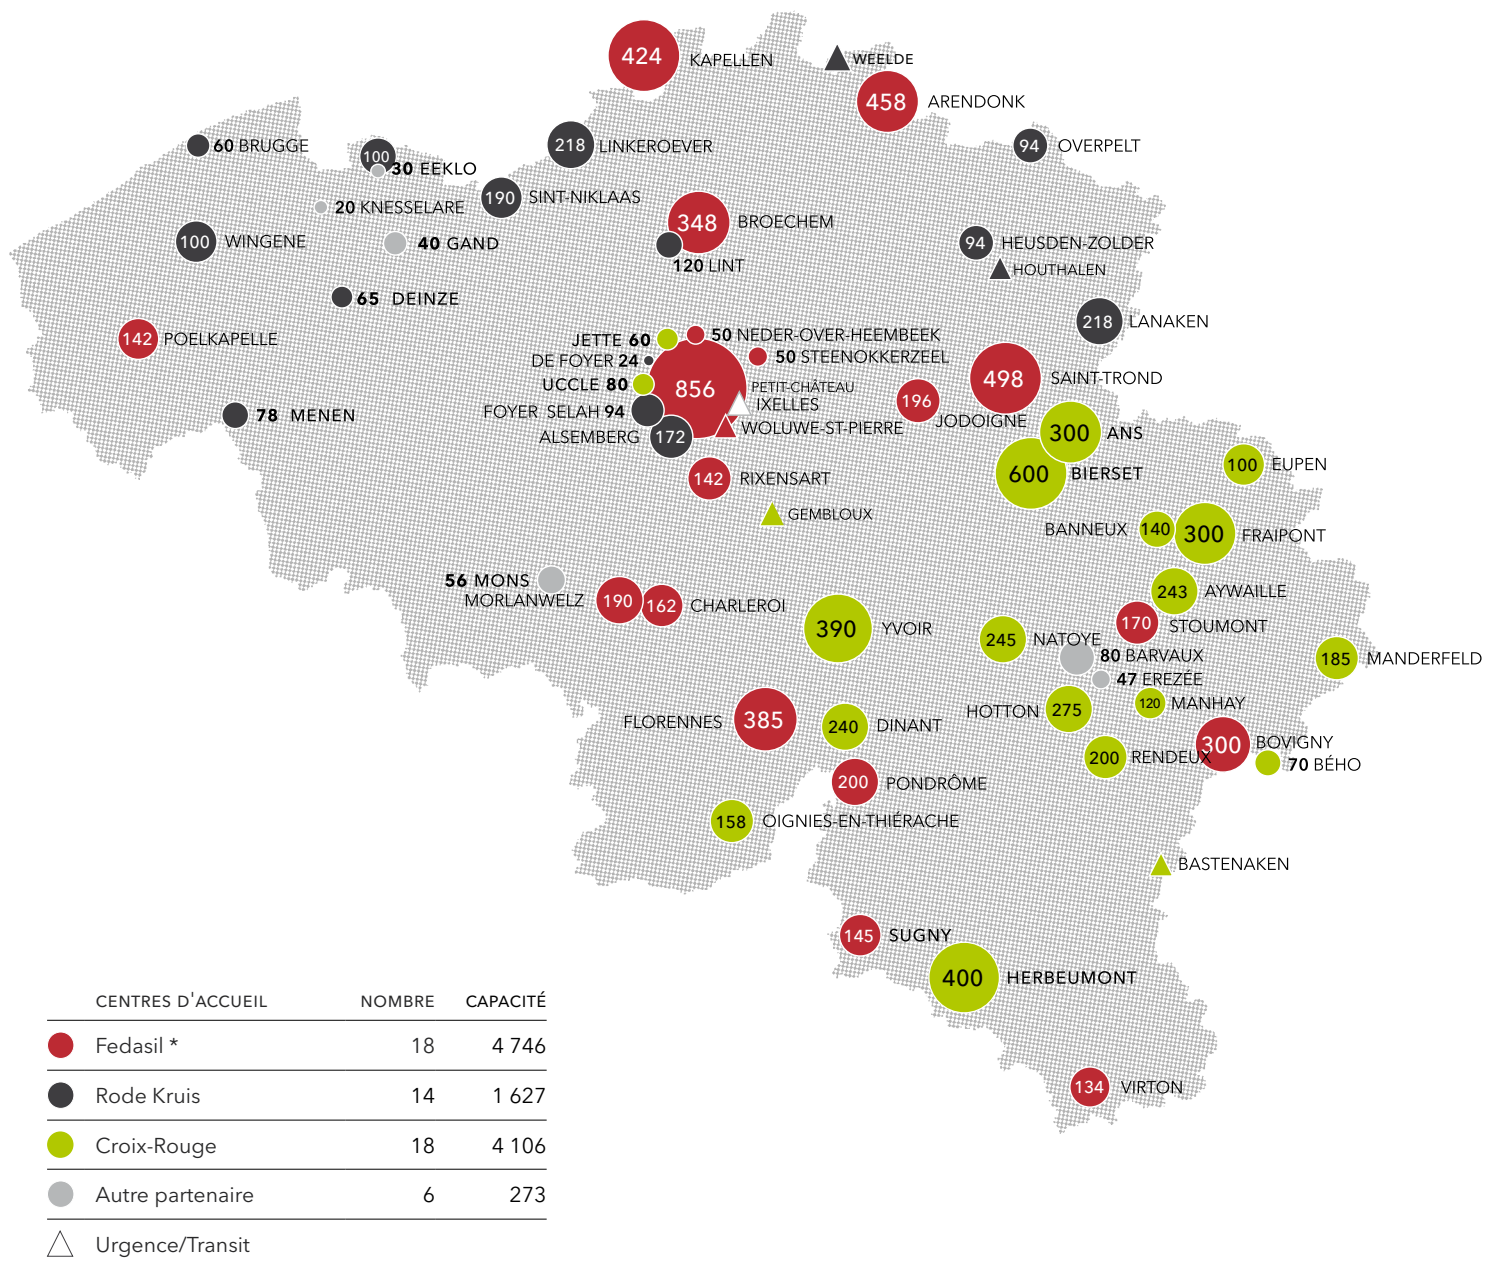 424 KAPELLEN
WEELDE
458 ARENDONK
60 BRUGGE
100
30 EEKLO
218 LINKEROEVER
94 OVERPELT
190 SINT-NIKLAAS
20 KNESSELARE
348 BROECHEM
100 WINGENE
40 GAND
120 LINT
94 HEUSDEN-ZOLDER
HOUTHALEN
65 DEINZE
218 LANAKEN
142 POELKAPELLE
JETTE 60
50 NEDER-OVER-HEEMBEEK
DE FOYER 24
50 STEENOKKERZEEL
UCCLE 80
856 PETIT-CHÂTEAU
IXELLES
498 SAINT-TROND
196 JODOIGNE
FOYER SELAH 94
WOLUWE-ST-PIERRE
78 MENEN
ALSEMBERG 172
300 ANS
600 BIERSET
100 EUPEN
142 RIXENSART
GEMBLOUX
BANNEUX 140
300 FRAIPONT
56 MONS
MORLANWELZ 190
162 CHARLEROI
243 AYWAILLE
390 YVOIR
245 NATOYE
170 STOUMONT
80 BARVAUX
185 MANDERFELD
47 EREZÉE
HOTTON 275
120 MANHAY
FLORENNES 385
240 DINANT
300 BOVIGNY
200 RENDEUX
70 BÉHO
200 PONDRÔME
158 OIGNIES-EN-THIÉRACHE
BASTENAKEN
145 SUGNY
400 HERBEUMONT
134 VIRTON
CENTRES D'ACCUEIL NOMBRE CAPACITÉ
Fedasil * 18 4 746
Rode Kruis 14 1 627
Croix-Rouge 18 4 106
Autre partenaire 6 273
Urgence/Transit